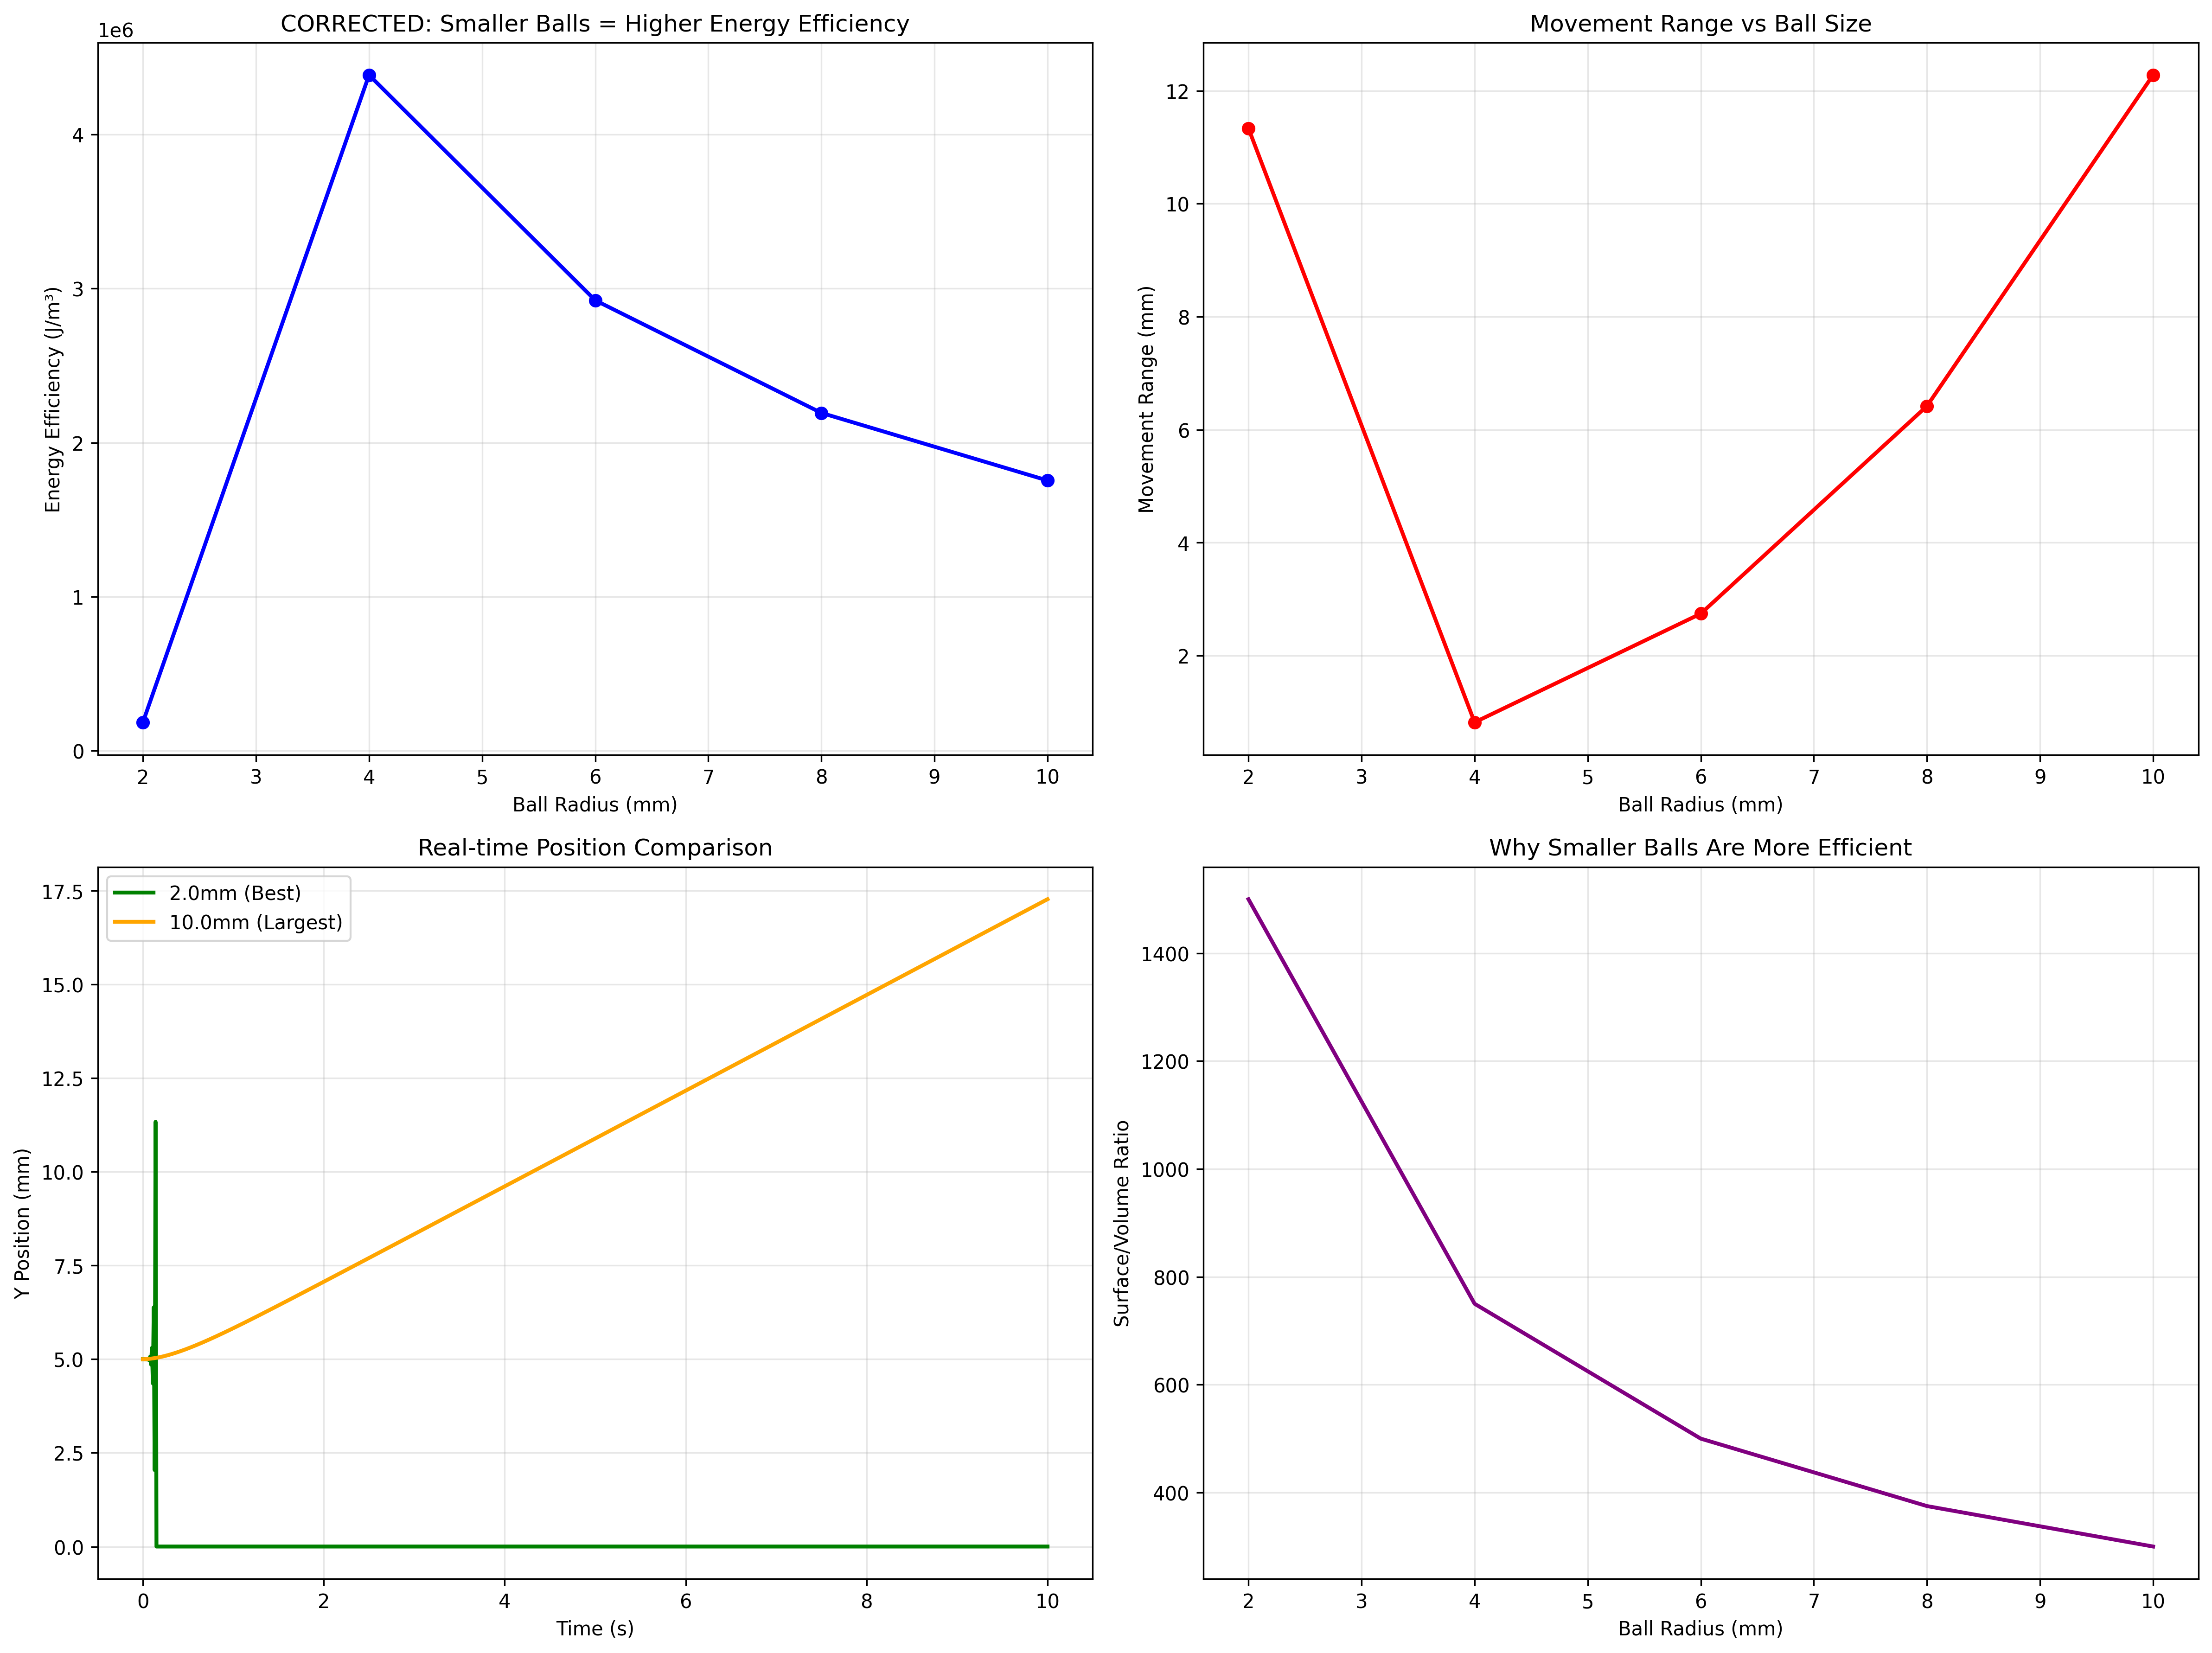 CORRECTED: Smaller Balls = Higher Energy Efficiency
1e6
4
3
2
1
0
Energy Efficiency (J/m³)
2 3 4 5 6 7 8 9 10
Ball Radius (mm)
Movement Range vs Ball Size
12
10
8
6
4
2
Movement Range (mm)
2 3 4 5 6 7 8 9 10
Ball Radius (mm)
Real-time Position Comparison
2.0mm (Best)
10.0mm (Largest)
17.5
15.0
12.5
10.0
7.5
5.0
2.5
0.0
Y Position (mm)
0 2 4 6 8 10
Time (s)
Why Smaller Balls Are More Efficient
1400
1200
1000
800
600
400
Surface/Volume Ratio
2 3 4 5 6 7 8 9 10
Ball Radius (mm)